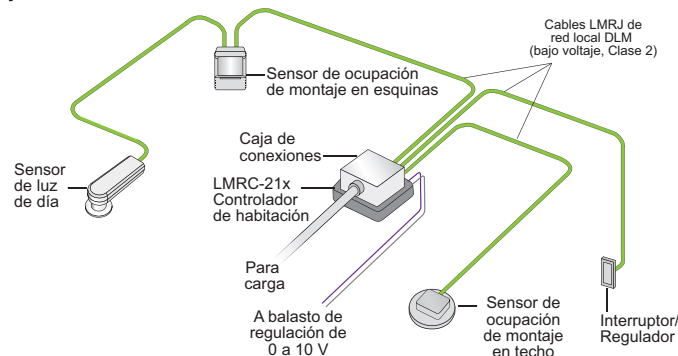 Cables LMRJ de
red local DLM
(bajo voltaje, Clase 2)
Sensor de ocupación
de montaje en esquinas
Caja de
conexiones
Sensor
de luz
de día
LMRC-21x
Controlador
de habitación
Para
carga
A balasto de
regulación de
0 a 10 V
Sensor de
ocupación
de montaje
en techo
Interruptor/
Regulador